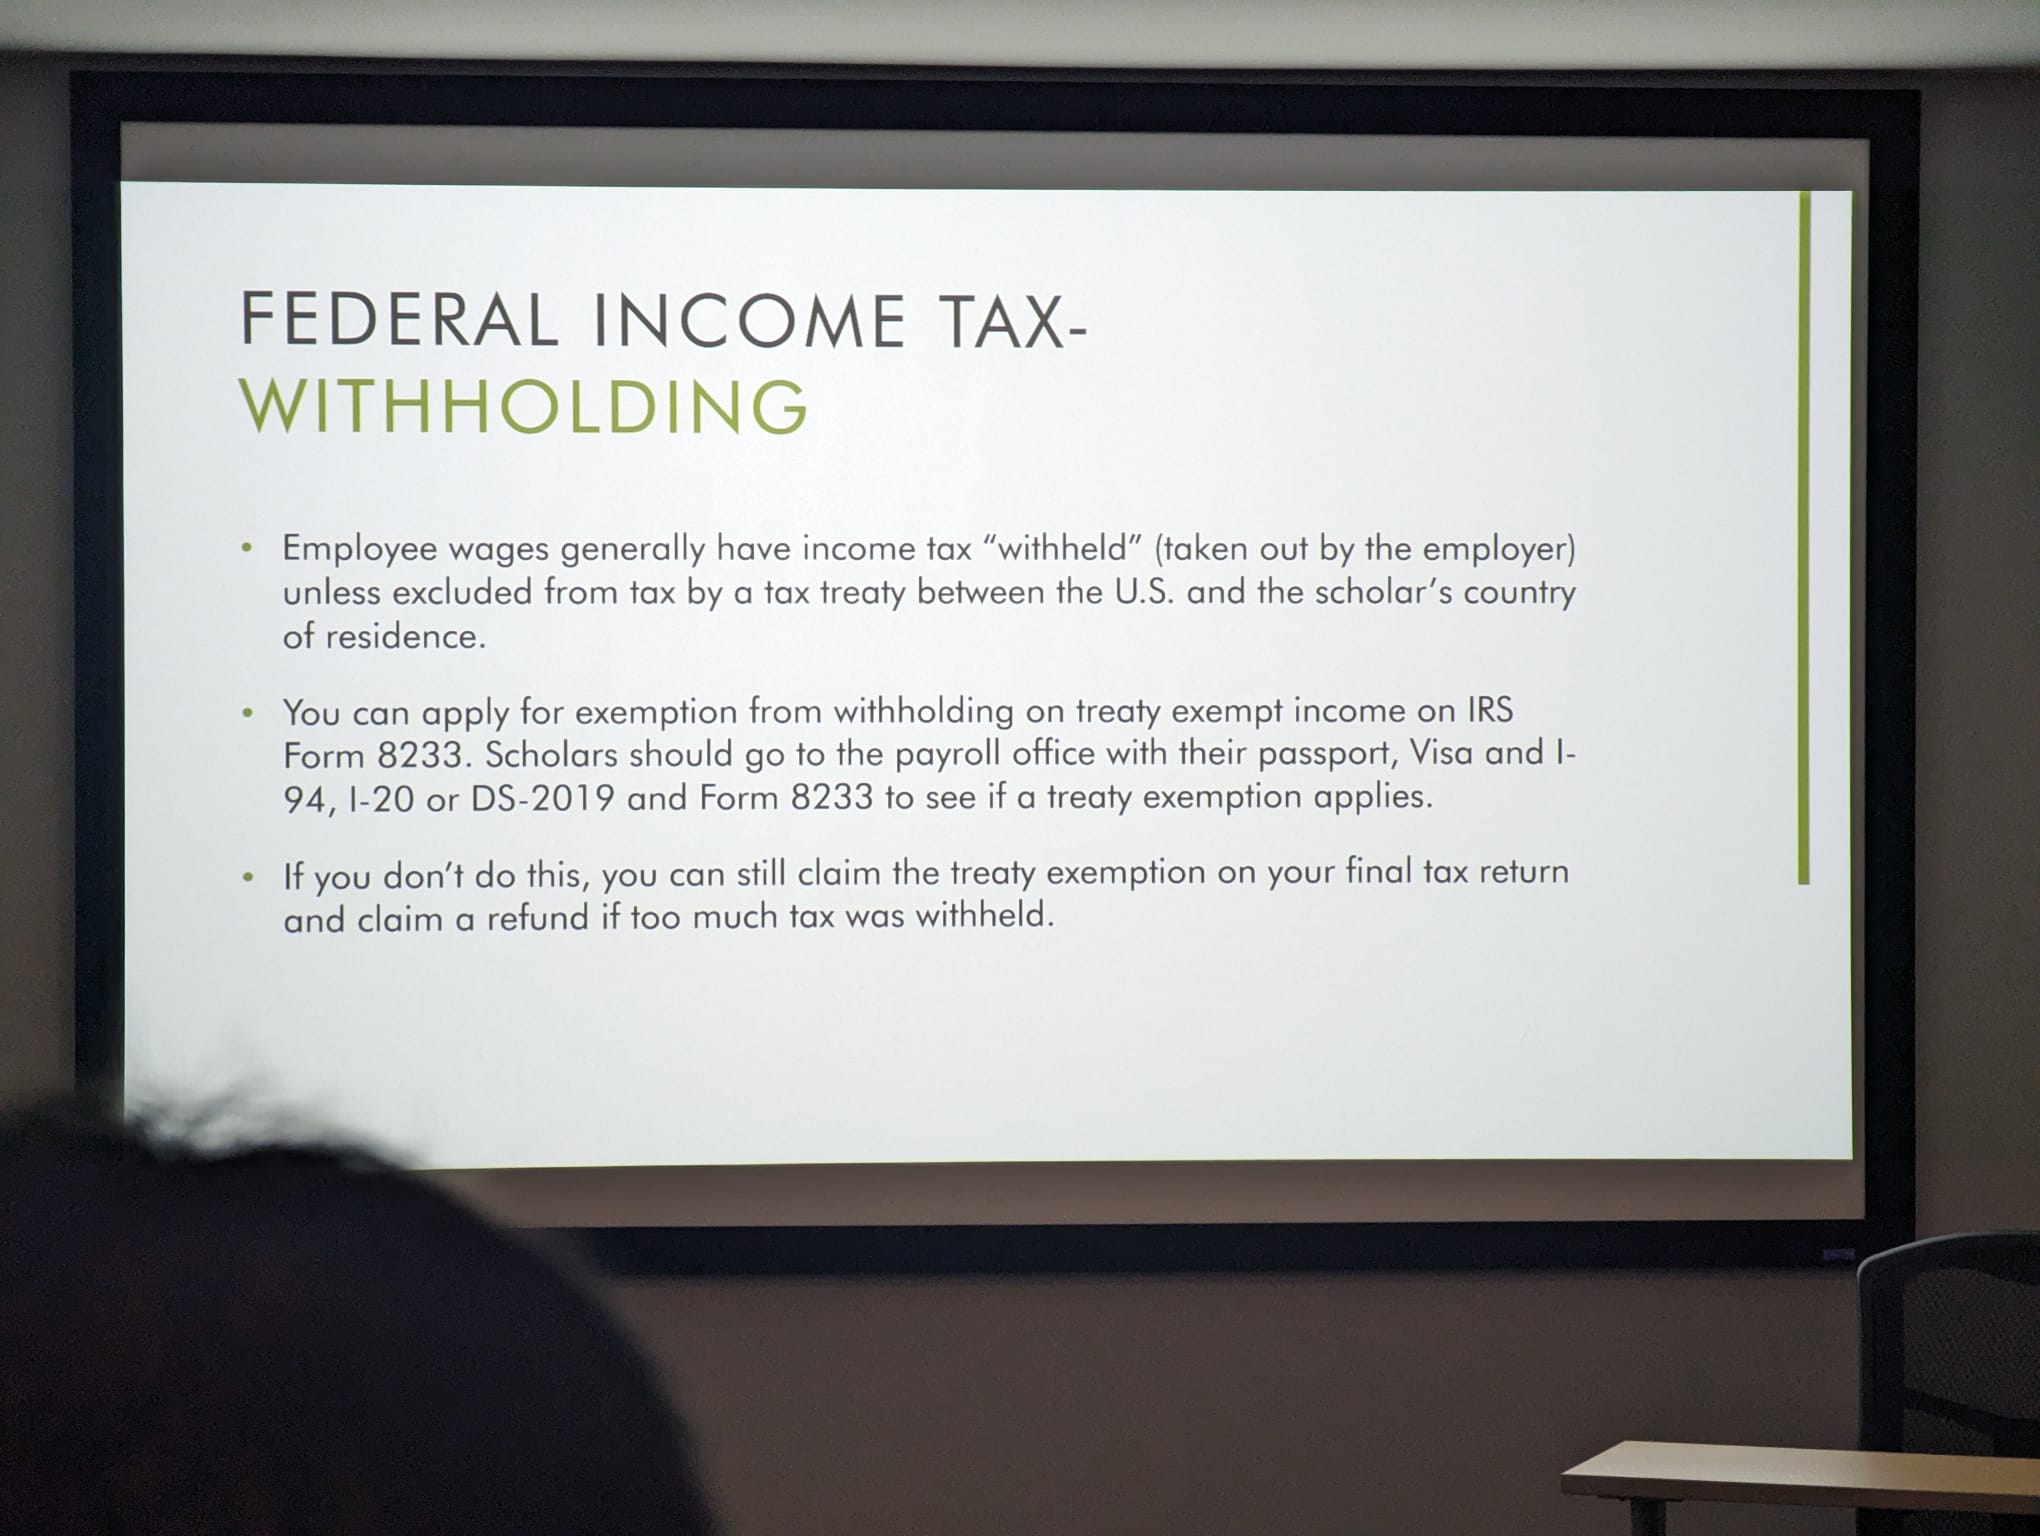 FEDERAL INCOME TAX-
WITHHOLDING
• Employee wages generally have income tax “withheld” (taken out by the employer)
unless excluded from tax by a tax treaty between the U.S. and the scholar’s country
of residence.
• You can apply for exemption from withholding on treaty exempt income on IRS
Form 8233. Scholars should go to the payroll office with their passport, Visa and I-
94, I-20 or DS-2019 and Form 8233 to see if a treaty exemption applies.
• If you don’t do this, you can still claim the treaty exemption on your final tax return
and claim a refund if too much tax was withheld.